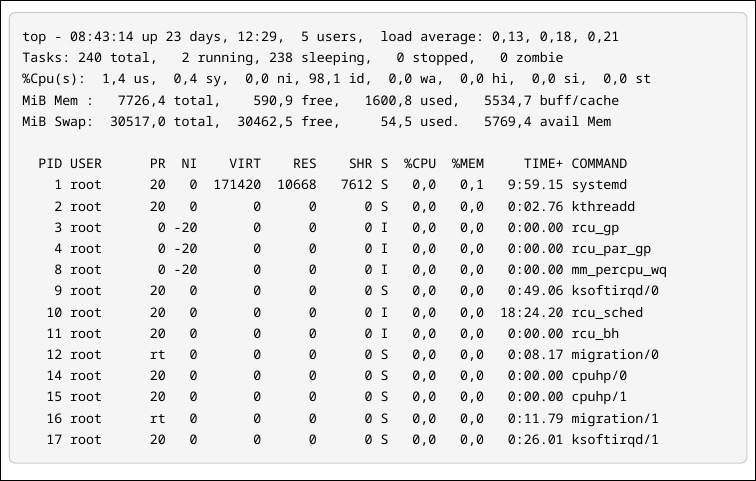 top - 08:43:14 up 23 days, 12:29,  5 users,  load average: 0,13, 0,18, 0,21
Tasks: 240 total,   2 running, 238 sleeping,   0 stopped,   0 zombie
%Cpu(s):  1,4 us,  0,4 sy,  0,0 ni, 98,1 id,  0,0 wa,  0,0 hi,  0,0 si,  0,0 st
MiB Mem :   7726,4 total,    590,9 free,   1600,8 used,   5534,7 buff/cache
MiB Swap:  30517,0 total,  30462,5 free,     54,5 used.   5769,4 avail Mem
  PID USER      PR  NI    VIRT    RES    SHR S  %CPU  %MEM     TIME+ COMMAND
    1 root      20   0  171420  10668   7612 S   0,0   0,1   9:59.15 systemd
    2 root      20   0       0      0      0 S   0,0   0,0   0:02.76 kthreadd
    3 root       0 -20       0      0      0 I   0,0   0,0   0:00.00 rcu_gp
    4 root       0 -20       0      0      0 I   0,0   0,0   0:00.00 rcu_par_gp
    8 root       0 -20       0      0      0 I   0,0   0,0   0:00.00 mm_percpu_wq
    9 root      20   0       0      0      0 S   0,0   0,0   0:49.06 ksoftirqd/0
   10 root      20   0       0      0      0 I   0,0   0,0  18:24.20 rcu_sched
   11 root      20   0       0      0      0 I   0,0   0,0   0:00.00 rcu_bh
   12 root      rt   0       0      0      0 S   0,0   0,0   0:08.17 migration/0
   14 root      20   0       0      0      0 S   0,0   0,0   0:00.00 cpuhp/0
   15 root      20   0       0      0      0 S   0,0   0,0   0:00.00 cpuhp/1
   16 root      rt   0       0      0      0 S   0,0   0,0   0:11.79 migration/1
   17 root      20   0       0      0      0 S   0,0   0,0   0:26.01 ksoftirqd/1